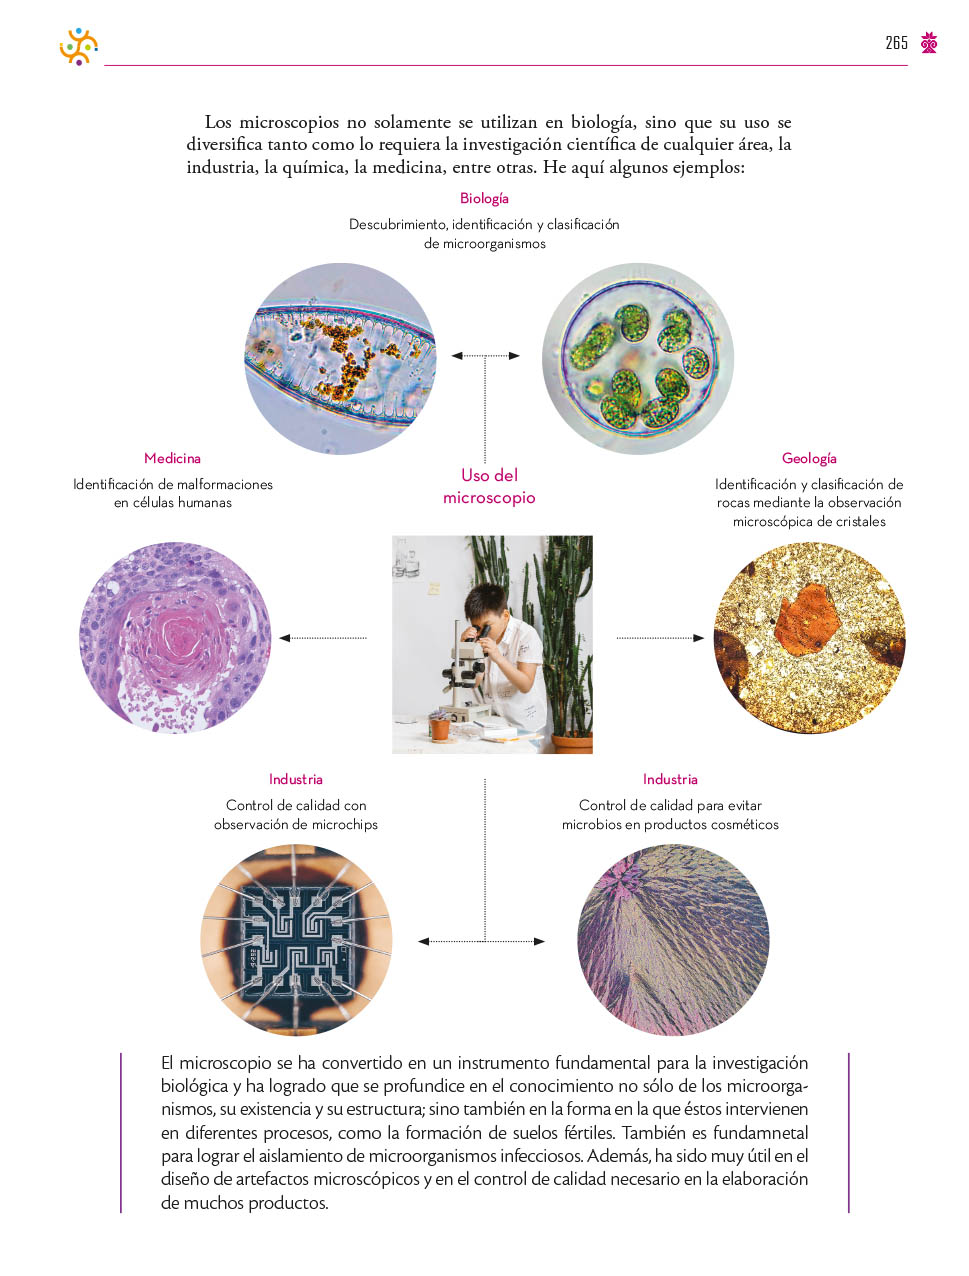 265
Los microscopios no solamente se utilizan en biología, sino que su uso se
diversifica tanto como lo requiera la investigación científica de cualquier área, la
industria, la química, la medicina, entre otras. He aquí algunos ejemplos:
Biología
Descubrimiento, identificación y clasificación
de microorganismos
Medicina
Identificación de malformaciones
en células humanas
Uso del
microscopio
Geología
Identificación y clasificación de
rocas mediante la observación
microscópica de cristales
Industria
Control de calidad con
observación de microchips
Industria
Control de calidad para evitar
microbios en productos cosméticos
El microscopio se ha convertido en un instrumento fundamental para la investigación
biológica y ha logrado que se profundice en el conocimiento no sólo de los microorga-
nismos, su existencia y su estructura; sino también en la forma en la que éstos intervienen
en diferentes procesos, como la formación de suelos fértiles. También es fundamnetal
para lograr el aislamiento de microorganismos infecciosos. Además, ha sido muy útil en el
diseño de artefactos microscópicos y en el control de calidad necesario en la elaboración
de muchos productos.